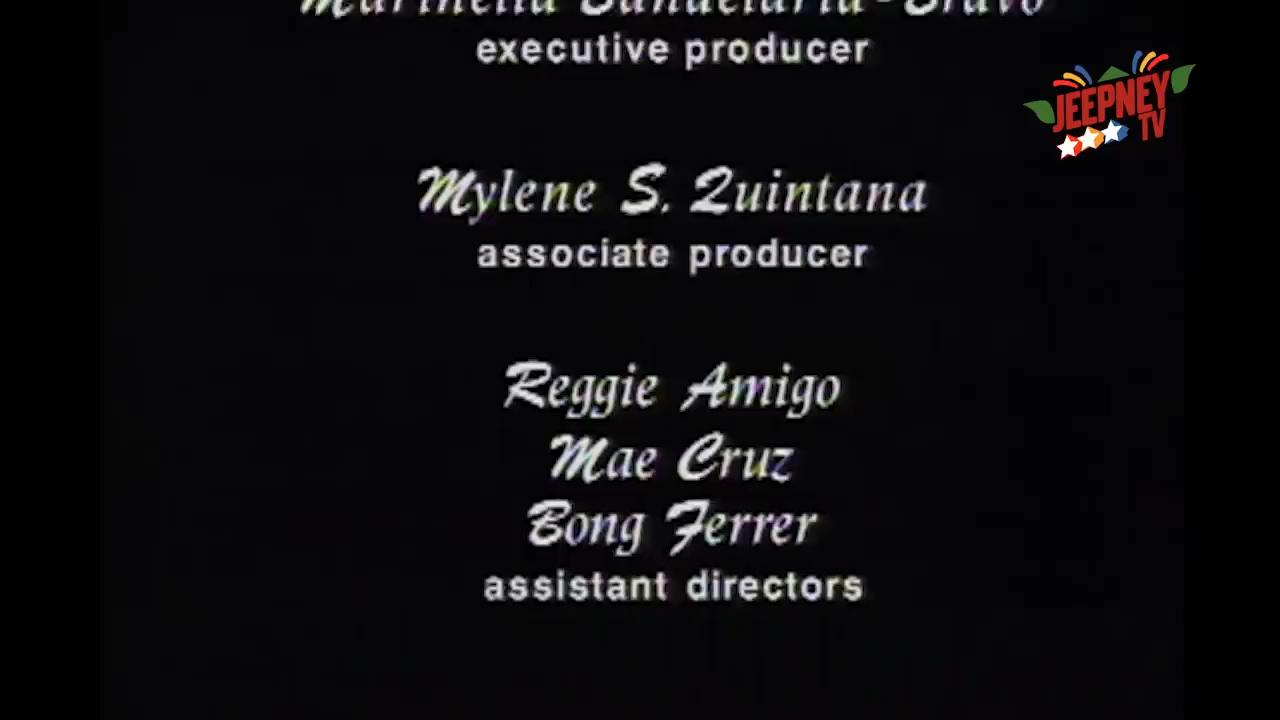 executive producer
JEEPNEY
TV
Mylene S. Quintana
associate producer
Reggie Amigo
Mae Cruz
Bong Ferrer
assistant directors